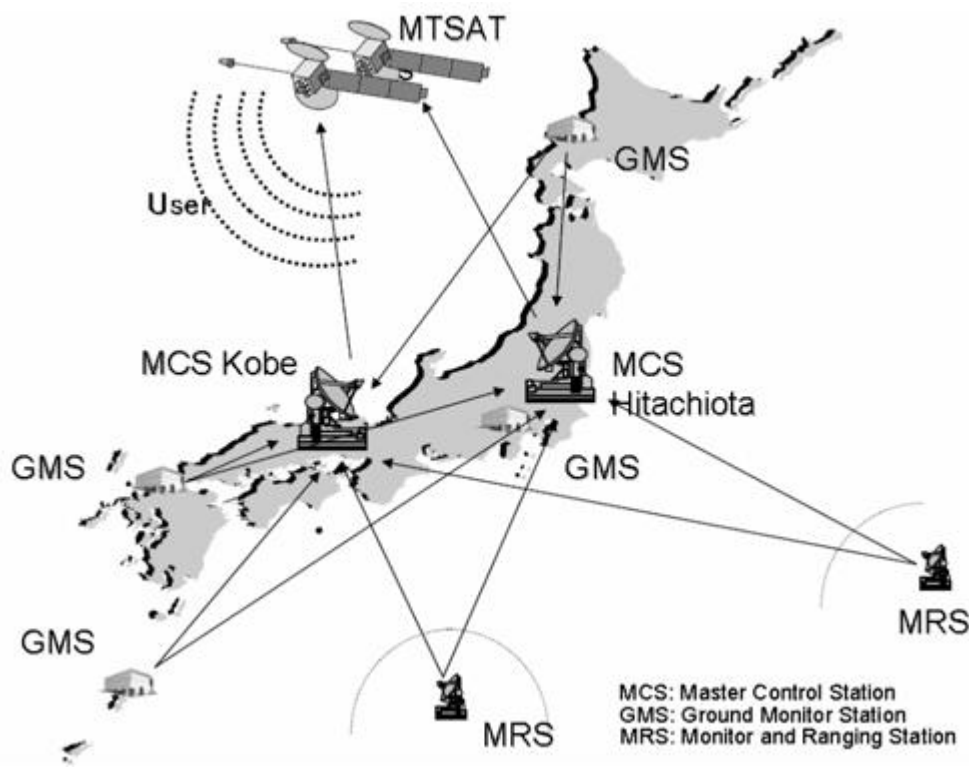 MTSAT
GMS
User
MCS Kobe
MCS
Hitachiota
GMS
GMS
GMS
MRS
MRS
MCS: Master Control Station
GMS: Ground Monitor Station
MRS: Monitor and Ranging Station